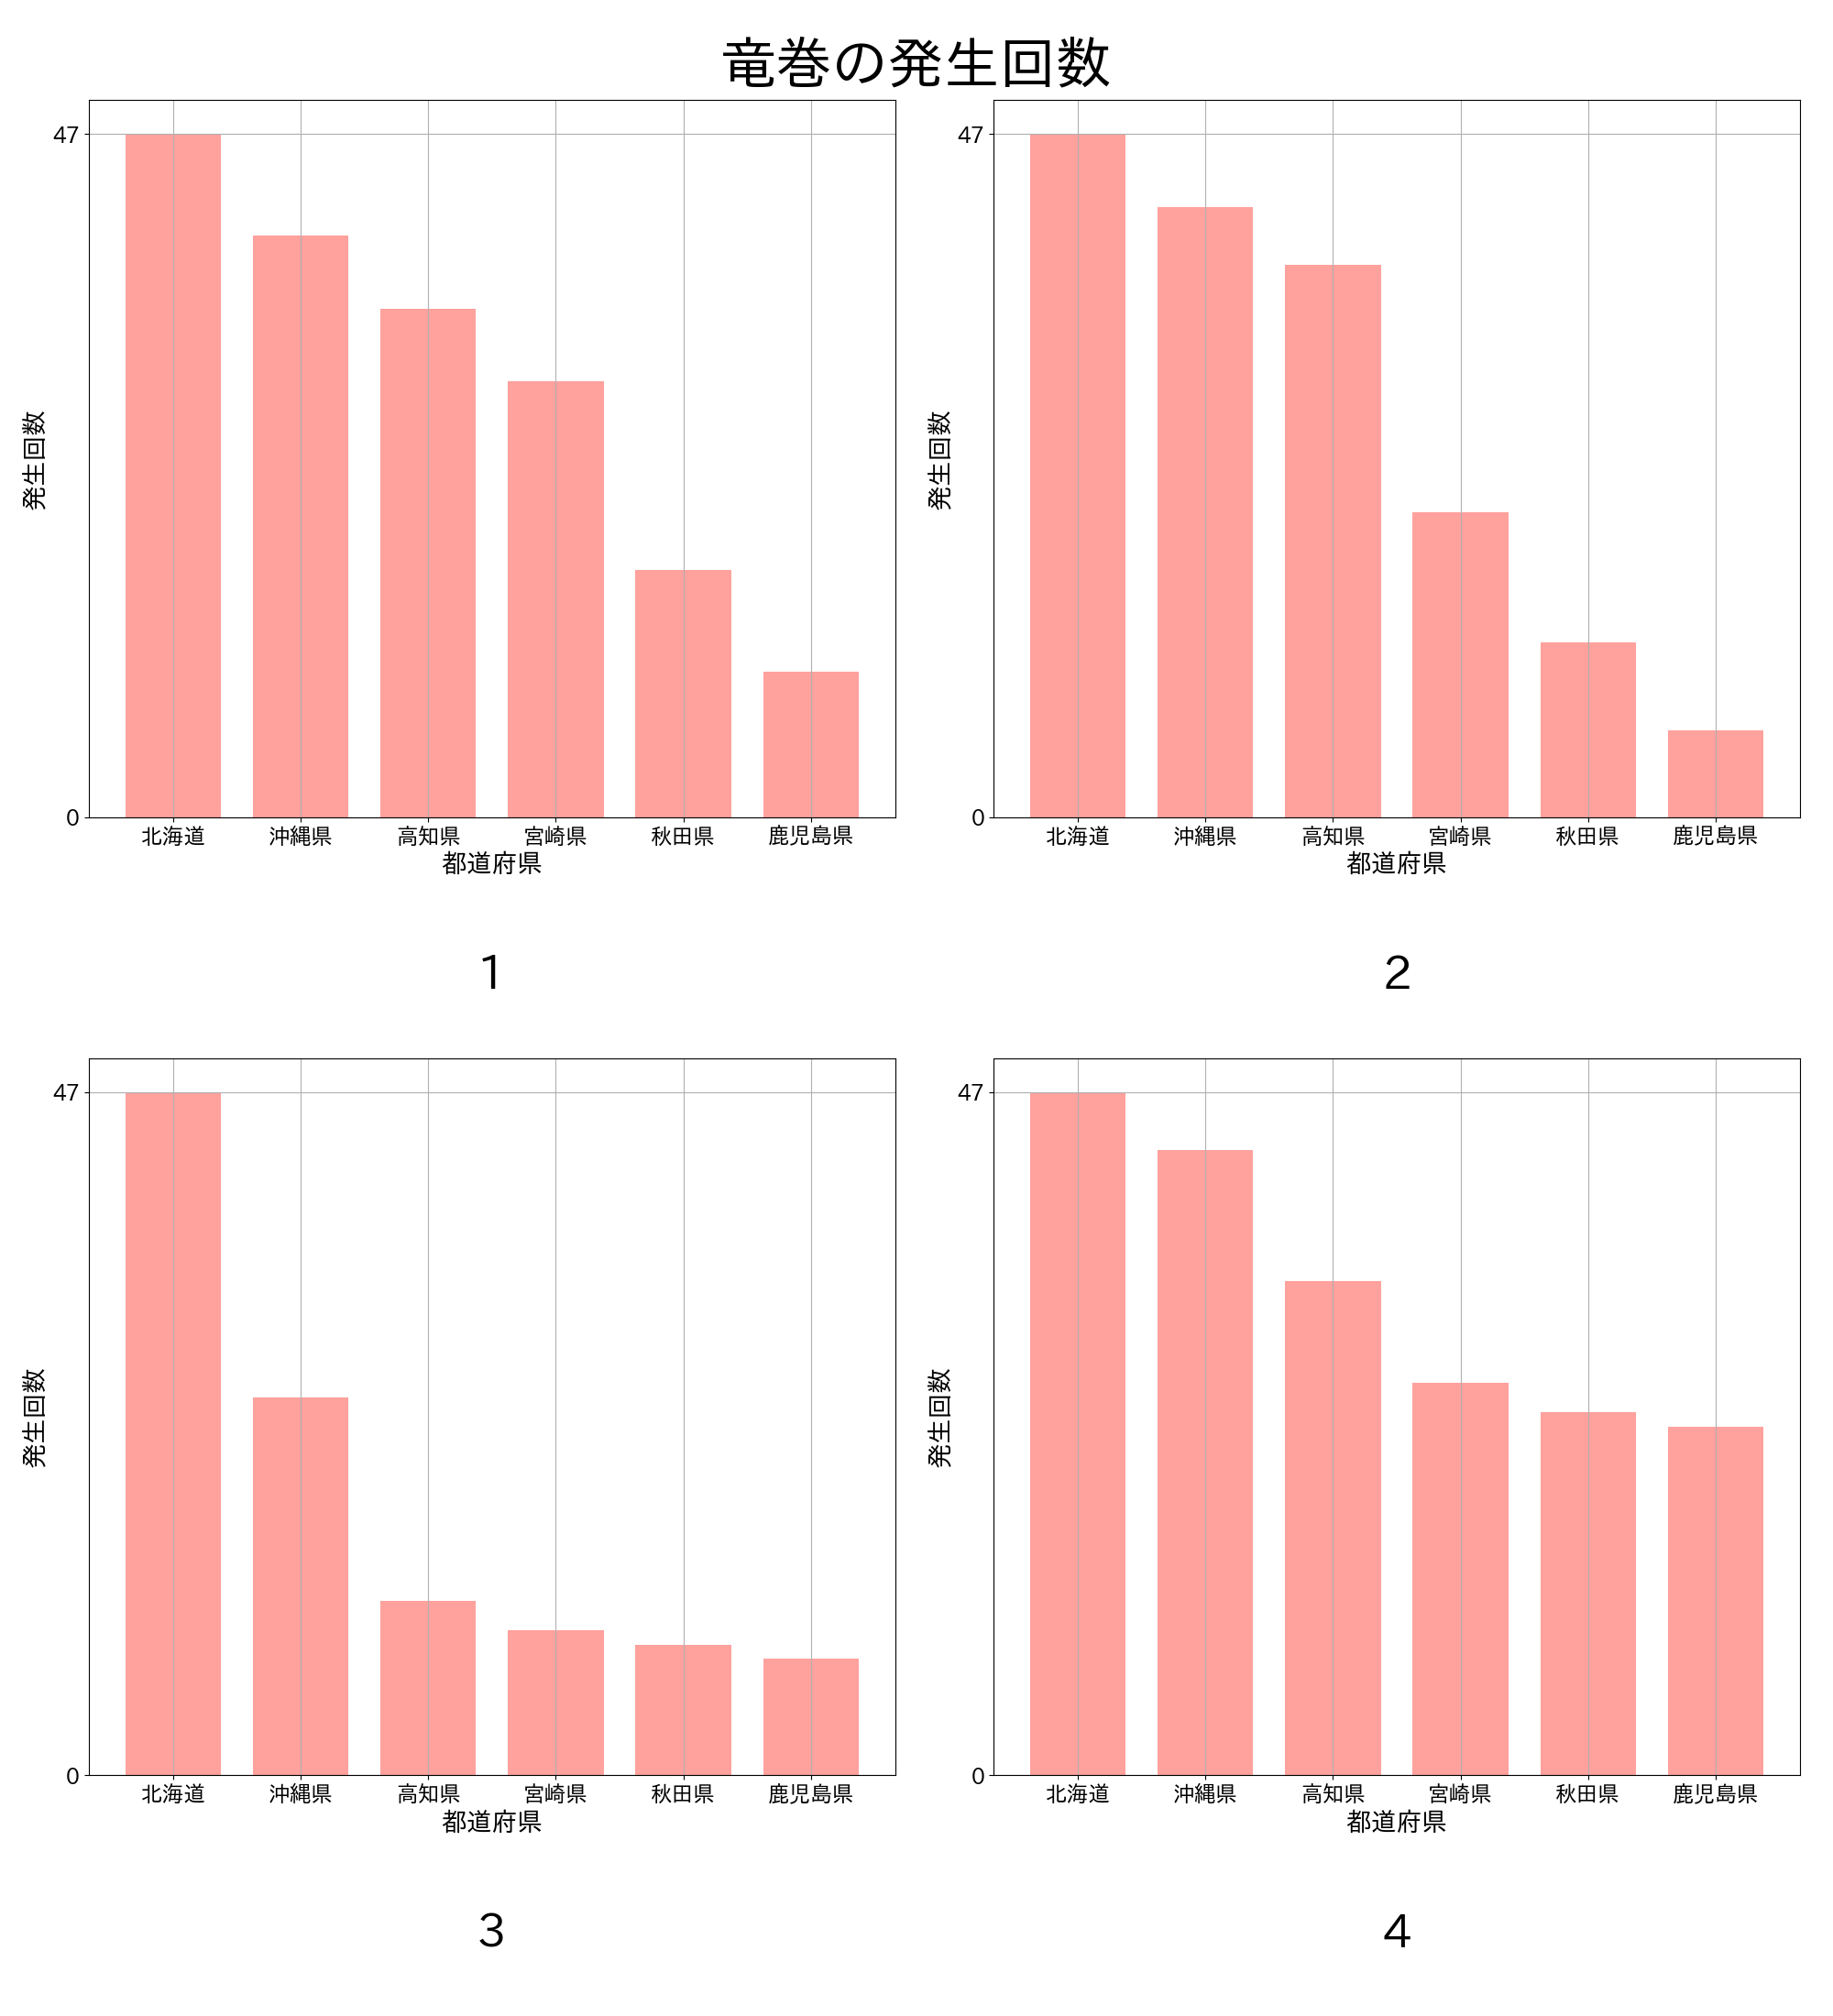 竜巻の発生回数
47
0
発生回数
北海道 沖縄県 高知県 宮崎県 秋田県 鹿児島県
都道府県
1
47
0
発生回数
北海道 沖縄県 高知県 宮崎県 秋田県 鹿児島県
都道府県
2
47
0
発生回数
北海道 沖縄県 高知県 宮崎県 秋田県 鹿児島県
都道府県
3
47
0
発生回数
北海道 沖縄県 高知県 宮崎県 秋田県 鹿児島県
都道府県
4